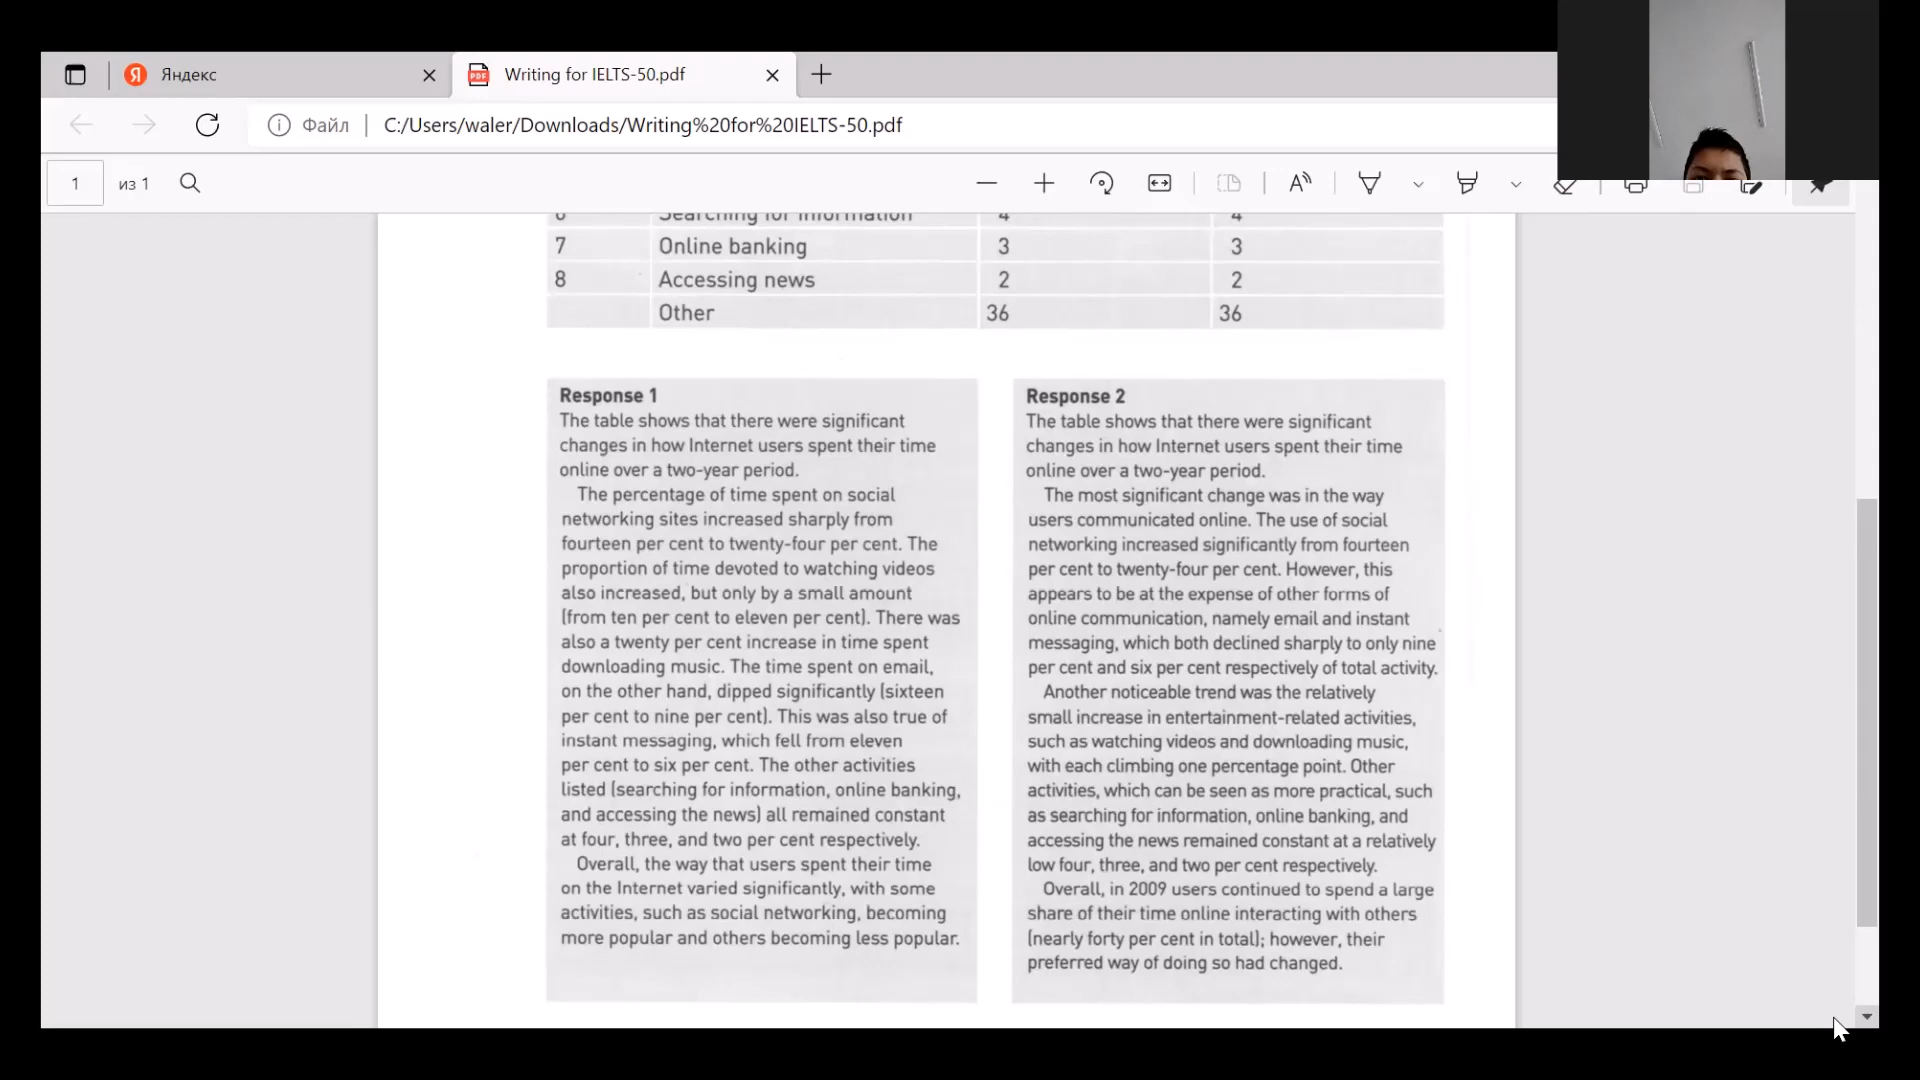 Яндекс
Writing for IELTS-50.pdf
Файл
C:/Users/waler/Downloads/Writing%20for%20IELTS-50.pdf
1
из 1
6 Searching for information 4 4
7 Online banking 3 3
8 Accessing news 2 2
Other 36 36
Response 1
The table shows that there were significant
changes in how Internet users spent their time
online over a two-year period.
The percentage of time spent on social
networking sites increased sharply from
fourteen per cent to twenty-four per cent. The
proportion of time devoted to watching videos
also increased, but only by a small amount
(from ten per cent to eleven per cent). There was
also a twenty per cent increase in time spent
downloading music. The time spent on email,
on the other hand, dipped significantly (sixteen
per cent to nine per cent). This was also true of
instant messaging, which fell from eleven
per cent to six per cent. The other activities
listed (searching for information, online banking,
and accessing the news) all remained constant
at four, three, and two per cent respectively.
Overall, the way that users spent their time
on the Internet varied significantly, with some
activities, such as social networking, becoming
more popular and others becoming less popular.
Response 2
The table shows that there were significant
changes in how Internet users spent their time
online over a two-year period.
The most significant change was in the way
users communicated online. The use of social
networking increased significantly from fourteen
per cent to twenty-four per cent. However, this
appears to be at the expense of other forms of
online communication, namely email and instant
messaging, which both declined sharply to only nine
per cent and six per cent respectively of total activity.
Another noticeable trend was the relatively
small increase in entertainment-related activities,
such as watching videos and downloading music,
with each climbing one percentage point. Other
activities, which can be seen as more practical, such
as searching for information, online banking, and
accessing the news remained constant at a relatively
low four, three, and two per cent respectively.
Overall, in 2009 users continued to spend a large
share of their time online interacting with others
(nearly forty per cent in total); however, their
preferred way of doing so had changed.